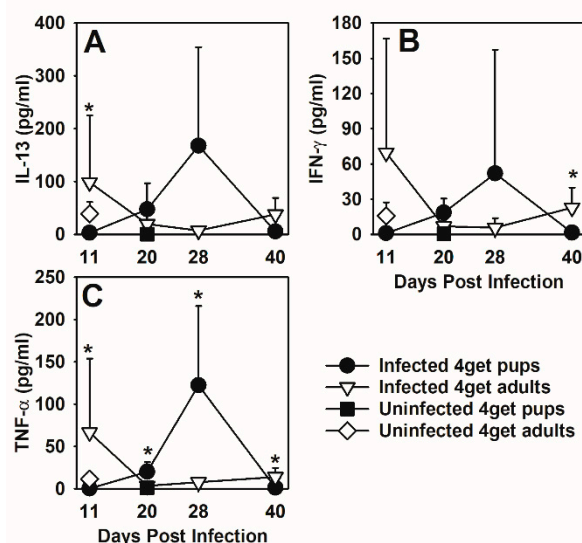 A
IL-13 (pg/ml)
400
300
200
100
0
*
11 20 28 40
B
IFN-γ (pg/ml)
180
150
120
90
60
30
0
*
11 20 28 40
Days Post Infection
C
TNF-α (pg/ml)
250
200
150
100
50
0
* * * *
11 20 28 40
Days Post Infection
Infected 4get pups
Infected 4get adults
Uninfected 4get pups
Uninfected 4get adults